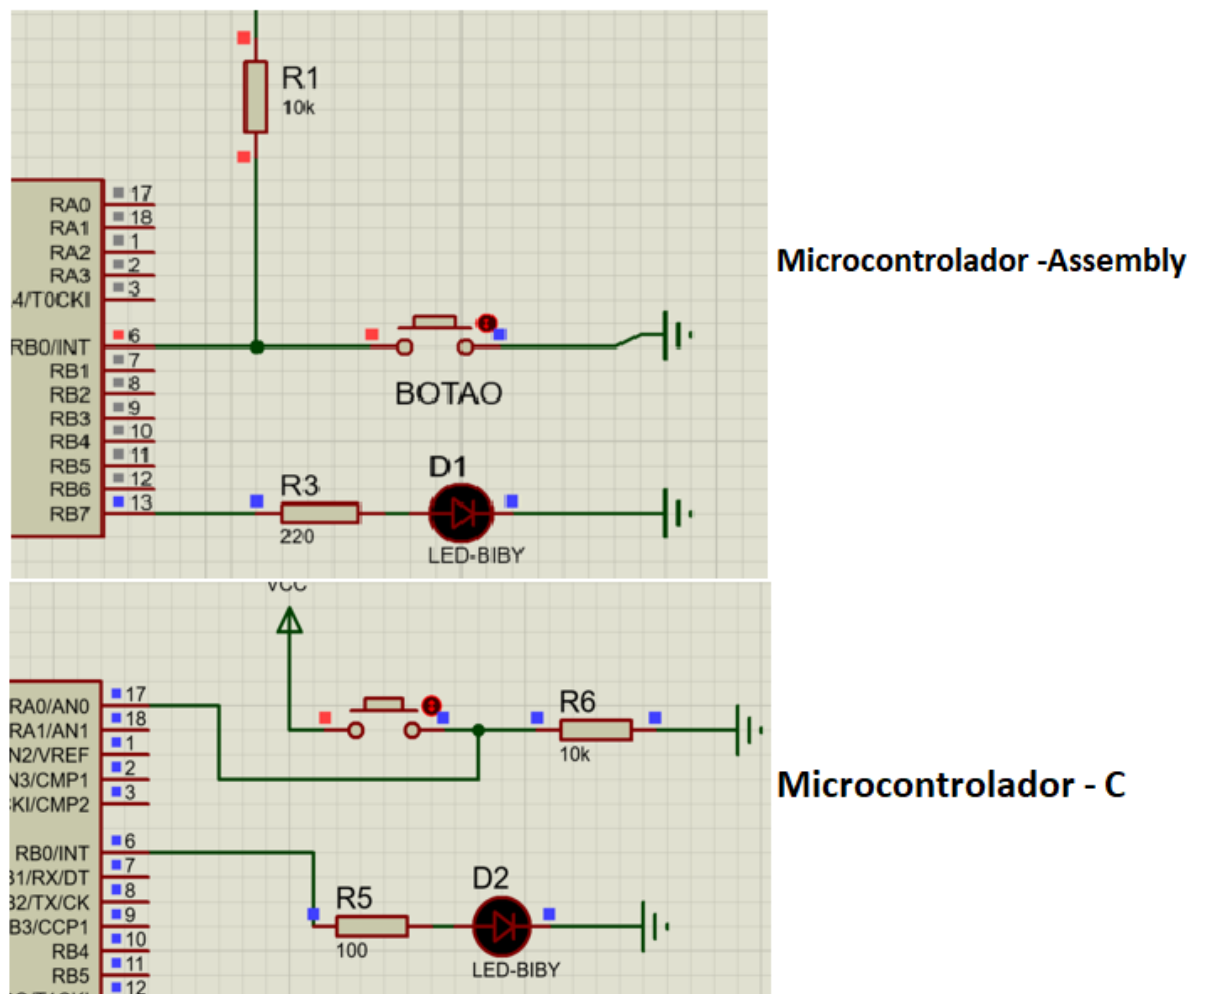 R1
10k
RA0 17
RA1 18
RA2 1
RA3 2
.4/T0CKI 3
RB0/INT 6
RB1 7
RB2 8
RB3 9
RB4 10
RB5 11
RB6 12
RB7 13
BOTAO
D1
R3
220
LED-BIBY
Microcontrolador -Assembly
VCC
RA0/AN0 17
RA1/AN1 18
N2/VREF 1
N3/CMP1 2
KI/CMP2 3
RB0/INT 6
31/RX/DT 7
32/TX/CK 8
B3/CCP1 9
RB4 10
RB5 11
12
R6
10k
D2
R5
100
LED-BIBY
Microcontrolador - C